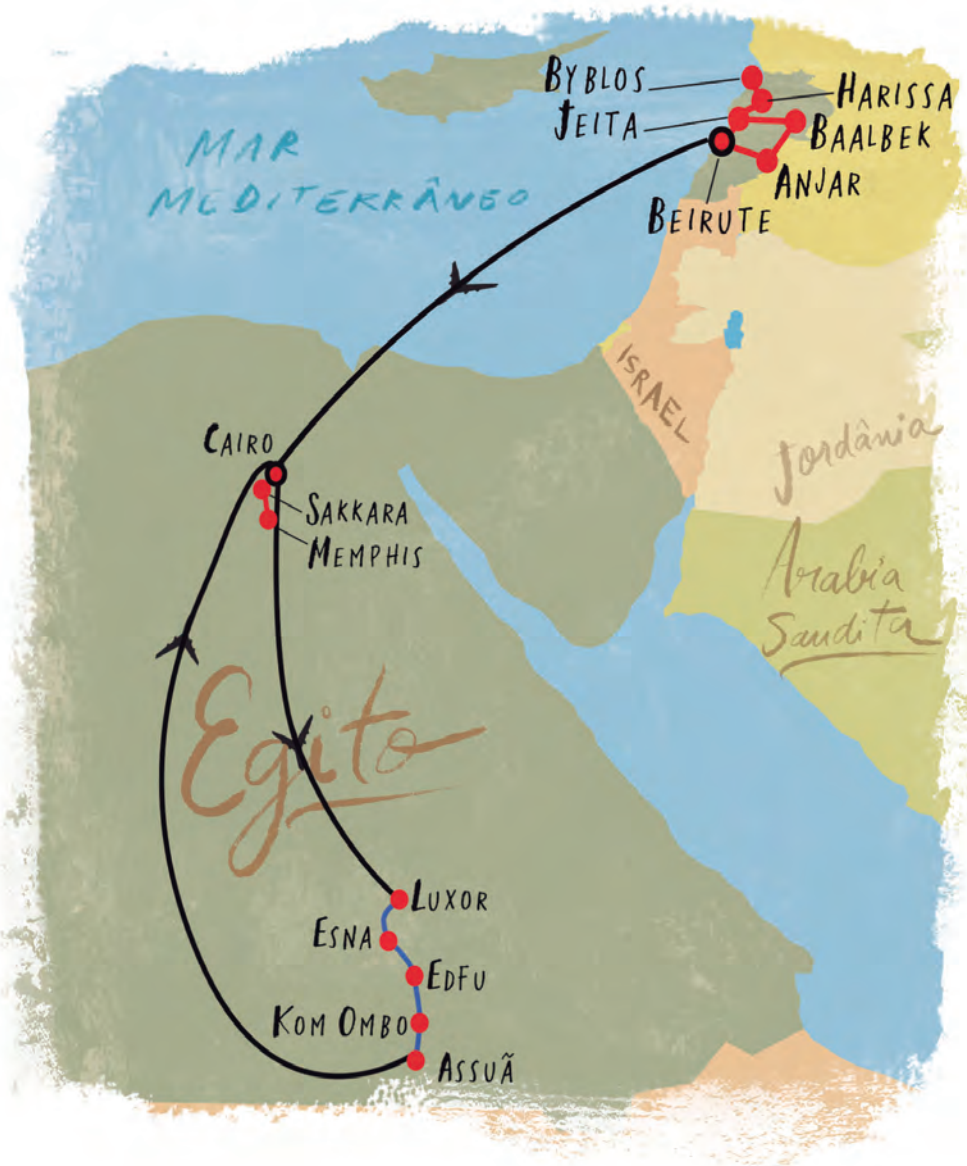 BYBLOS
HARISSA
JEITA
BAALBEK
ANJAR
BEIRUTE
MAR
MEDITERRÂNEO
ISRAEL
Jordânia
Arabia
Saudita
CAIRO
SAKKARA
MEMPHIS
Egito
LUXOR
ESNA
EDFU
KOM OMBO
ASSUÃ